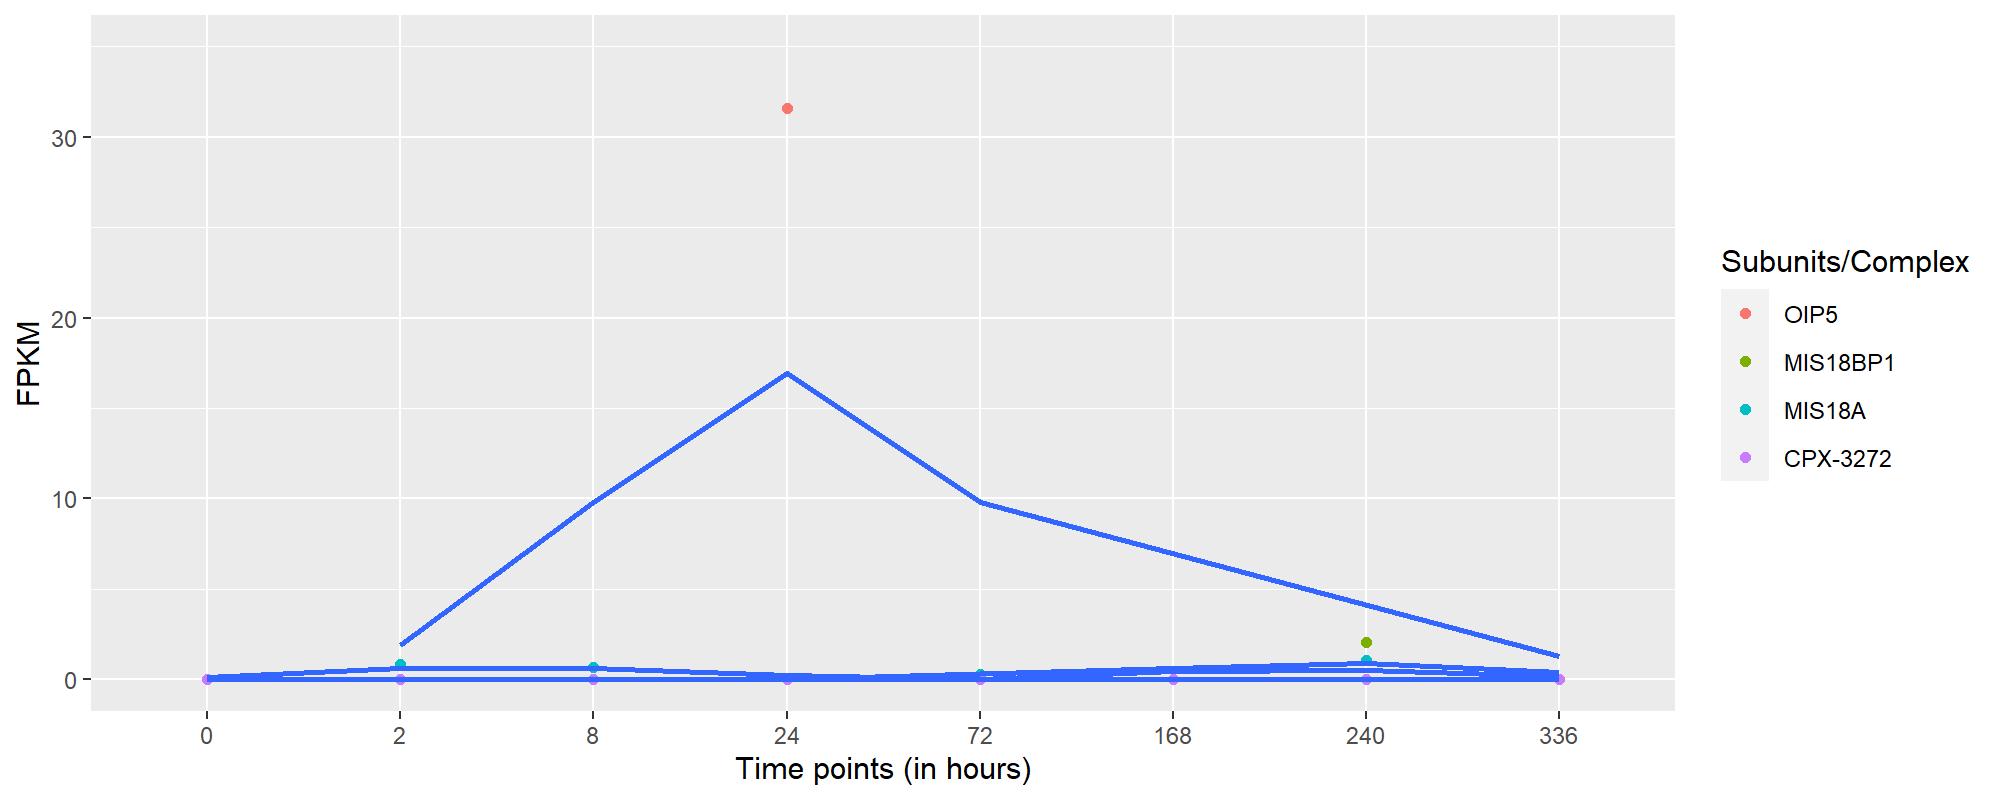 30
20
10
0
FPKM
0 2 8 24 72 168 240 336
Time points (in hours)
Subunits/Complex
OIP5
MIS18BP1
MIS18A
CPX-3272